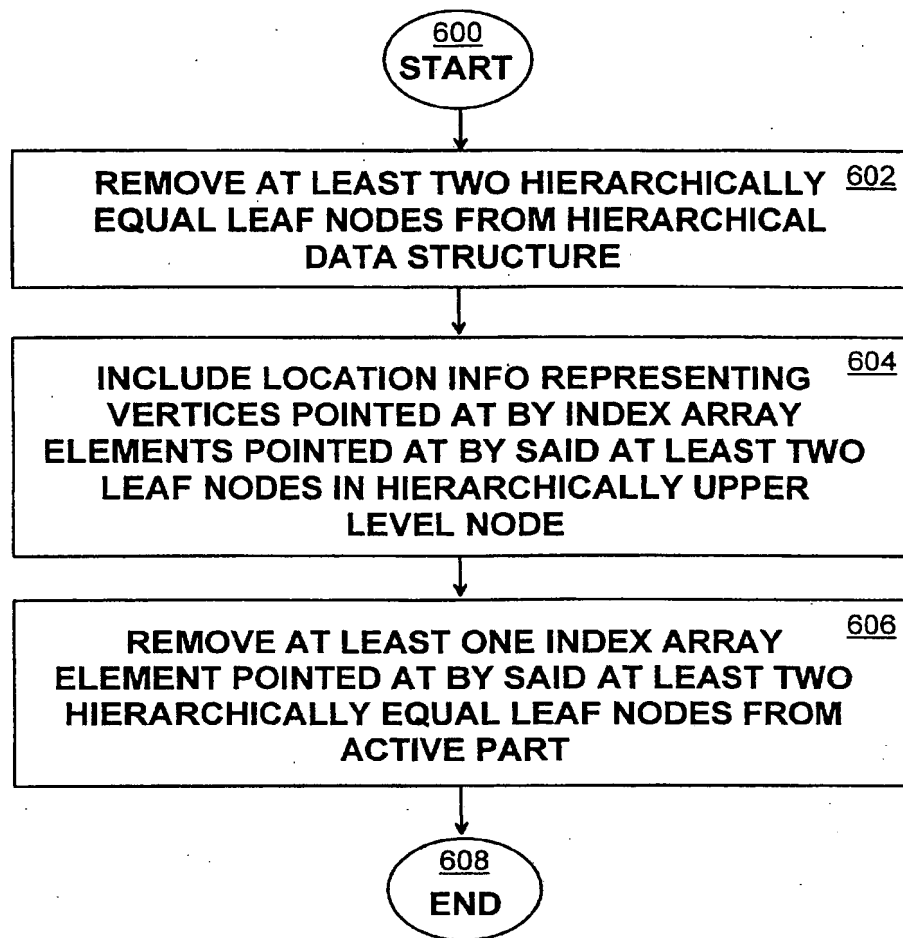 600
START
REMOVE AT LEAST TWO HIERARCHICALLY 602
EQUAL LEAF NODES FROM HIERARCHICAL
DATA STRUCTURE
INCLUDE LOCATION INFO REPRESENTING 604
VERTICES POINTED AT BY INDEX ARRAY
ELEMENTS POINTED AT BY SAID AT LEAST TWO
LEAF NODES IN HIERARCHICALLY UPPER
LEVEL NODE
REMOVE AT LEAST ONE INDEX ARRAY 606
ELEMENT POINTED AT BY SAID AT LEAST TWO
HIERARCHICALLY EQUAL LEAF NODES FROM
ACTIVE PART
608
END